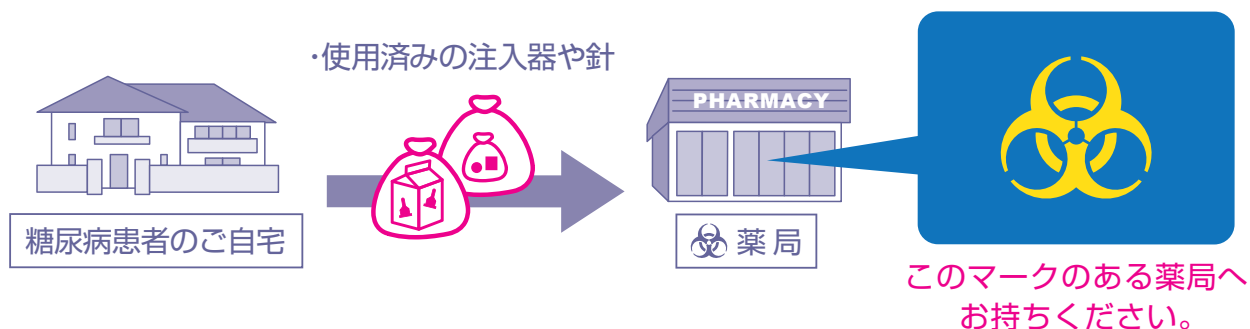 ・使用済みの注入器や針
PHARMACY
糖尿病患者のご自宅
薬局
このマークのある薬局へ
お持ちください。